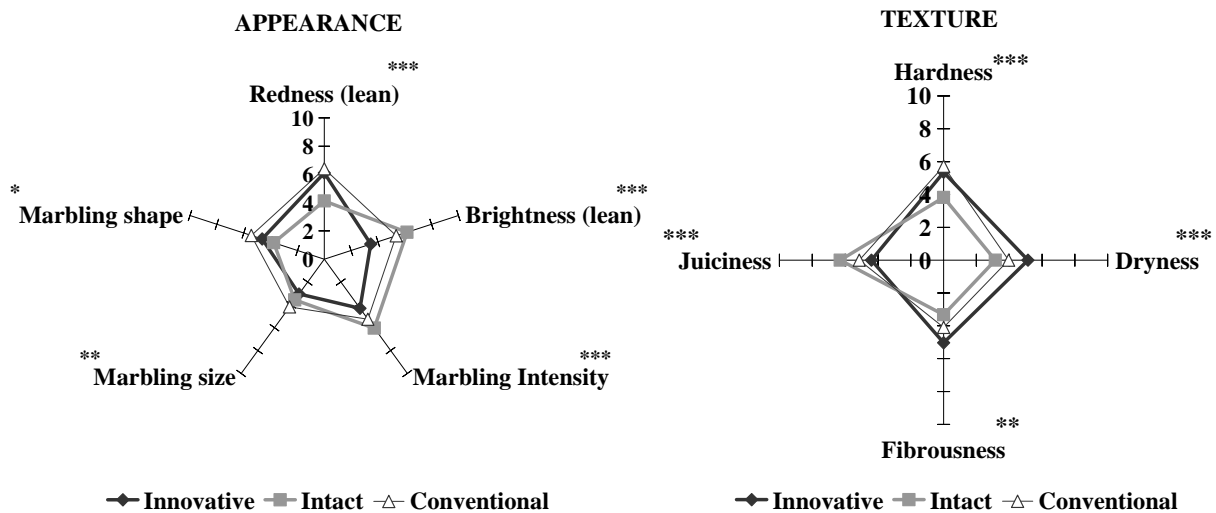 APPEARANCE
***
Redness (lean)
10
8
6
4
2
0
***
Brightness (lean)
*
Marbling shape
**
Marbling size
***
Marbling Intensity
Innovative Intact Conventional
TEXTURE
Hardness***
10
8
6
4
2
0
***
Juiciness
***
Dryness
**
Fibrousness
Innovative Intact Conventional